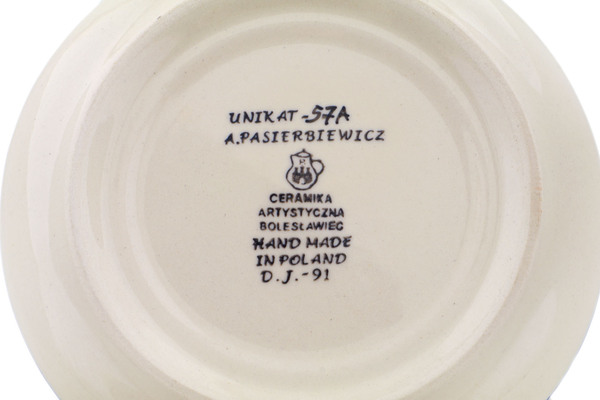 UNIKAT-57A
A.PASIERBIEWICZ
CERAMIKA
ARTYSTYCZNA
BOLESŁAWIEC
HAND MADE
IN POLAND
D.J.-91